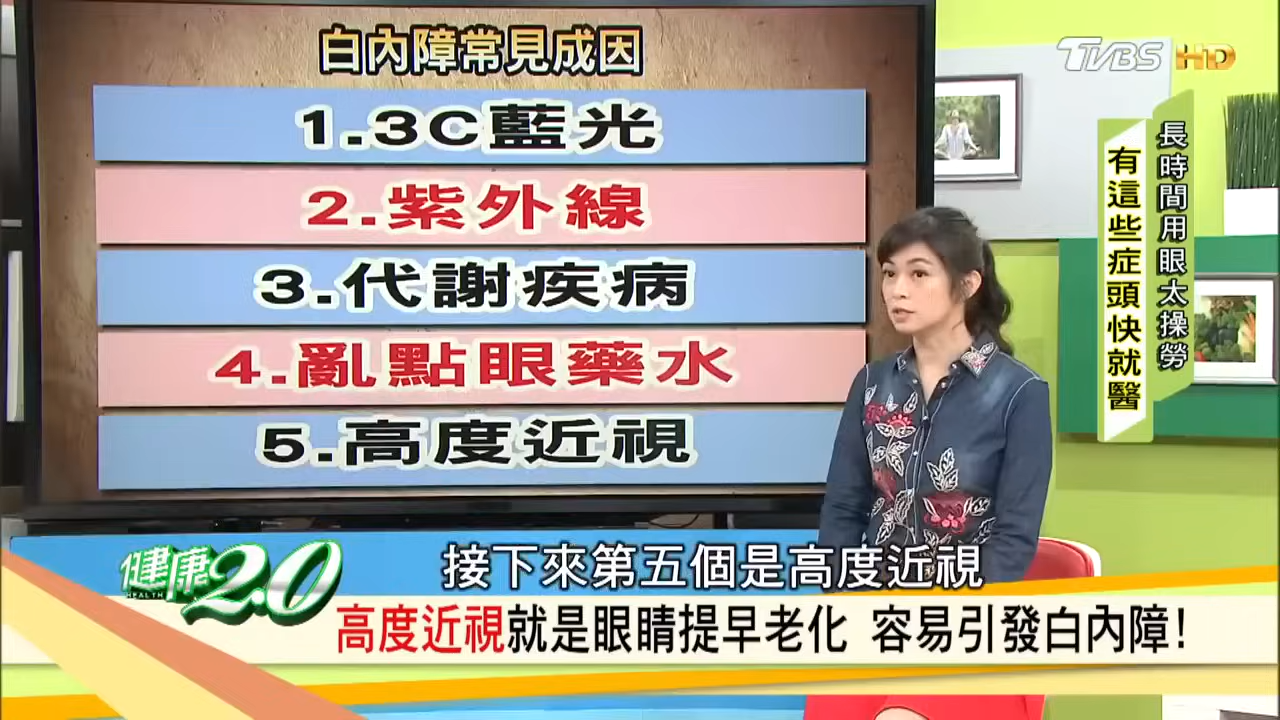 白內障常見成因
1.3C藍光
2.紫外線
3.代謝疾病
4.亂點眼藥水
5.高度近視
TVBS HD
長時間用眼太操勞
有這些症頭快就醫
健康2.0
HEALTH
接下來第五個是高度近視
高度近視就是眼睛提早老化 容易引發白內障!